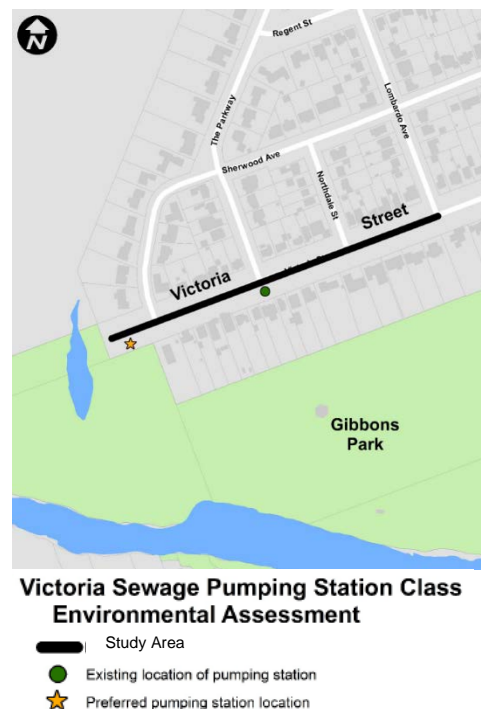 N
Regent St
The Parkway
Lombardo Ave
Sherwood Ave
Northdale St
Victoria Street
Gibbons
Park
Victoria Sewage Pumping Station Class
Environmental Assessment
Study Area
Existing location of pumping station
Preferred pumping station location